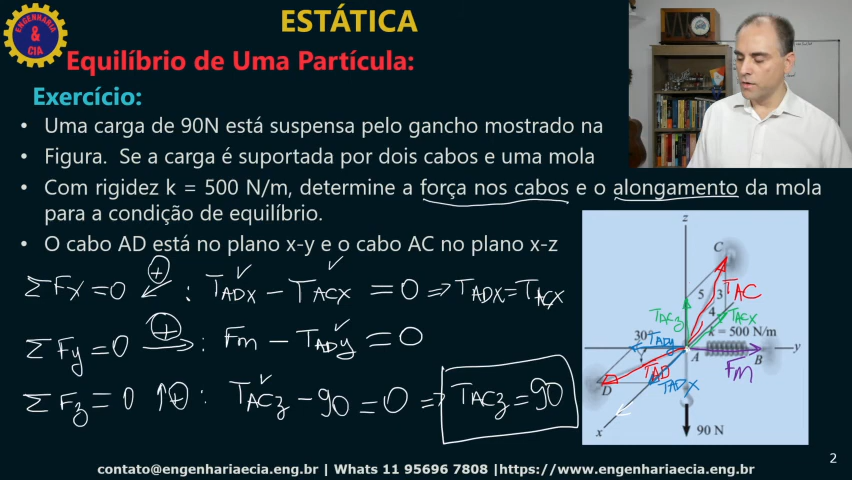 ESTÁTICA
ENGENHARIA
&
CIA
Equilíbrio de Uma Partícula:
Exercício:
• Uma carga de 90N está suspensa pelo gancho mostrado na
• Figura. Se a carga é suportada por dois cabos e uma mola
• Com rigidez k = 500 N/m, determine a força nos cabos e o alongamento da mola
para a condição de equilíbrio.
• O cabo AD está no plano x-y e o cabo AC no plano x-z
ΣFx=0 ⊕ ↙ : TADX - TACX = 0 ⇒ TADX = TACX
ΣFy=0 ⊕ → : Fm - TADy = 0
ΣFz=0 ↑⊕ : TACz - 90 = 0 ⇒ TACz = 90
z
C
5
3
TAC
4
TACz
TACX
30°
TADy
k = 500 N/m
y
A
B
TAD
Fm
D
TADX
x
90 N
2
contato@engenhariaecia.eng.br | Whats 11 95696 7808 |https://www.engenhariaecia.eng.br